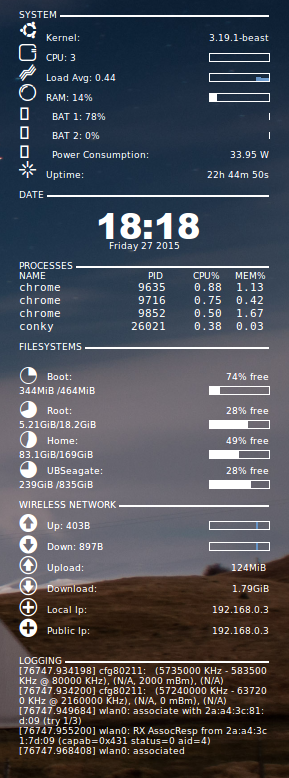 SYSTEM
Kernel: 3.19.1-beast
CPU: 3
Load Avg: 0.44
RAM: 14%
BAT 1: 78%
BAT 2: 0%
Power Consumption: 33.95 W
Uptime: 22h 44m 50s
DATE
18:18
Friday 27 2015
PROCESSES
NAME PID CPU% MEM%
chrome 9635 0.88 1.13
chrome 9716 0.75 0.42
chrome 9852 0.50 1.67
conky 26021 0.38 0.03
FILESYSTEMS
Boot: 74% free
344MiB /464MiB
Root: 28% free
5.21GiB/18.2GiB
Home: 49% free
83.1GiB/169GiB
UBSeagate: 28% free
239GiB /835GiB
WIRELESS NETWORK
Up: 403B
Down: 897B
Upload: 124MiB
Download: 1.79GiB
Local Ip: 192.168.0.3
Public Ip: 192.168.0.3
LOGGING
[76747.934198] cfg80211: (5735000 KHz - 583500
KHz @ 80000 KHz), (N/A, 2000 mBm), (N/A)
[76747.934200] cfg80211: (57240000 KHz - 63720
0 KHz @ 2160000 KHz), (N/A, 0 mBm), (N/A)
[76747.949684] wlan0: associate with 2a:a4:3c:81:
d:09 (try 1/3)
[76747.955200] wlan0: RX AssocResp from 2a:a4:3c
1:7d:09 (capab=0x431 status=0 aid=4)
[76747.968408] wlan0: associated